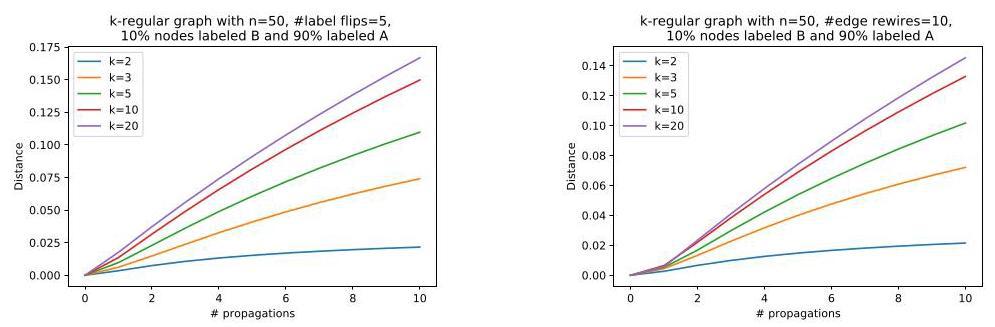 k-regular graph with n=50, #label flips=5,
10% nodes labeled B and 90% labeled A
0.175
0.150
0.125
0.100
0.075
0.050
0.025
0.000
Distance
k=2
k=3
k=5
k=10
k=20
0 2 4 6 8 10
# propagations
k-regular graph with n=50, #edge rewires=10,
10% nodes labeled B and 90% labeled A
0.14
0.12
0.10
0.08
0.06
0.04
0.02
0.00
Distance
k=2
k=3
k=5
k=10
k=20
0 2 4 6 8 10
# propagations